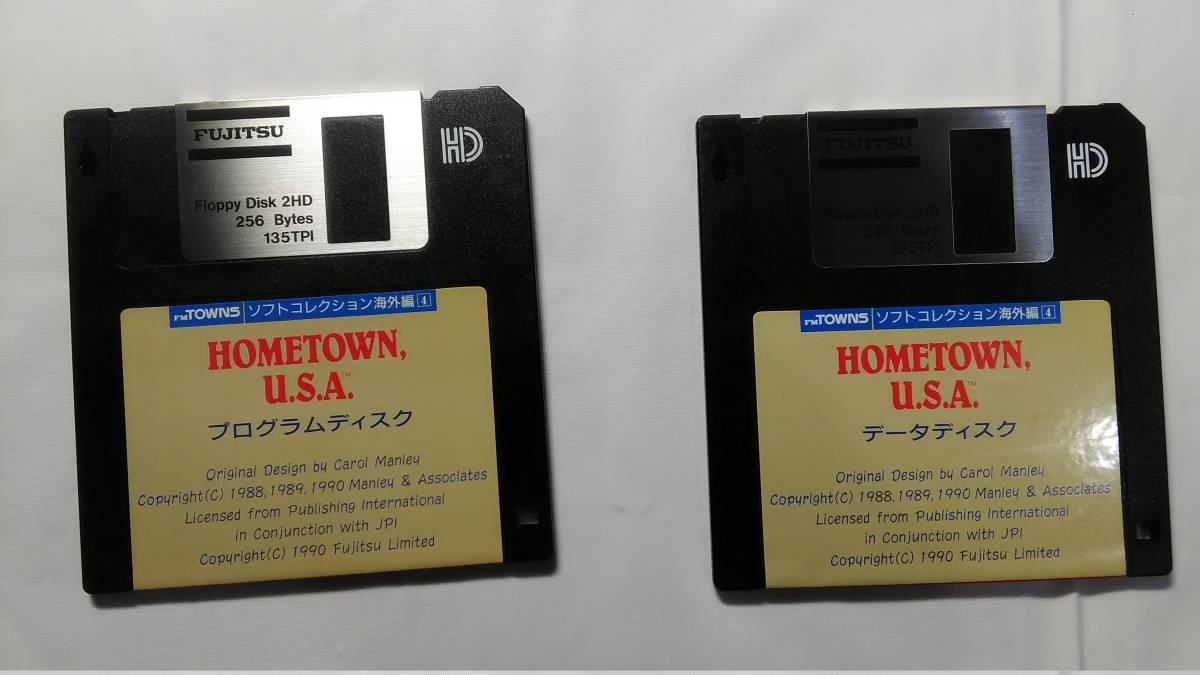 FUJITSU
Floppy Disk 2HD
256 Bytes
135TPI
HD
FM TOWNS ソフトコレクション海外編 4
HOMETOWN,
U.S.A.™
プログラムディスク
Original Design by Carol Manley
Copyright(C) 1988,1989,1990 Manley & Associates
Licensed from Publishing International
in Conjunction with JPI
Copyright(C) 1990 Fujitsu Limited
FUJITSU
Floppy Disk 2HD
256 Bytes
135TPI
HD
FM TOWNS ソフトコレクション海外編 4
HOMETOWN,
U.S.A.™
データディスク
Original Design by Carol Manley
Copyright(C) 1988,1989,1990 Manley & Associates
Licensed from Publishing International
in Conjunction with JPI
Copyright(C) 1990 Fujitsu Limited